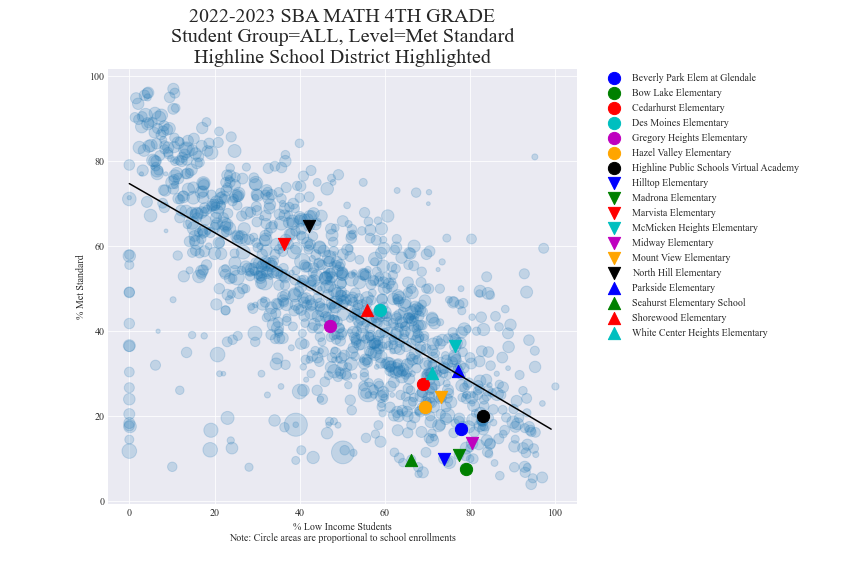 2022-2023 SBA MATH 4TH GRADE
Student Group=ALL, Level=Met Standard
Highline School District Highlighted
% Met Standard
100
80
60
40
20
0
0 20 40 60 80 100
% Low Income Students
Note: Circle areas are proportional to school enrollments
Beverly Park Elem at Glendale
Bow Lake Elementary
Cedarhurst Elementary
Des Moines Elementary
Gregory Heights Elementary
Hazel Valley Elementary
Highline Public Schools Virtual Academy
Hilltop Elementary
Madrona Elementary
Marvista Elementary
McMicken Heights Elementary
Midway Elementary
Mount View Elementary
North Hill Elementary
Parkside Elementary
Seahurst Elementary School
Shorewood Elementary
White Center Heights Elementary